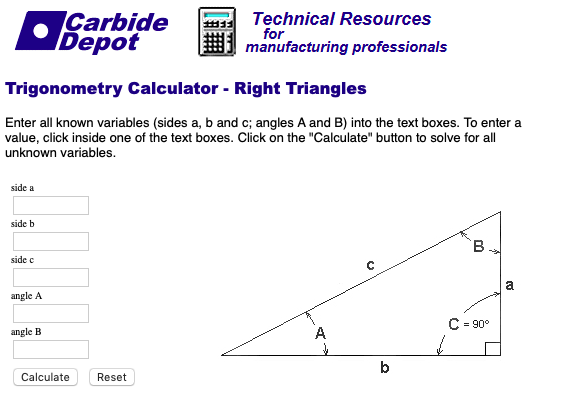 Carbide
Depot
Technical Resources
for
manufacturing professionals
Trigonometry Calculator - Right Triangles
Enter all known variables (sides a, b and c; angles A and B) into the text boxes. To enter a
value, click inside one of the text boxes. Click on the "Calculate" button to solve for all
unknown variables.
side a
side b
side c
angle A
angle B
Calculate
Reset
B
c
a
A
C = 90°
b